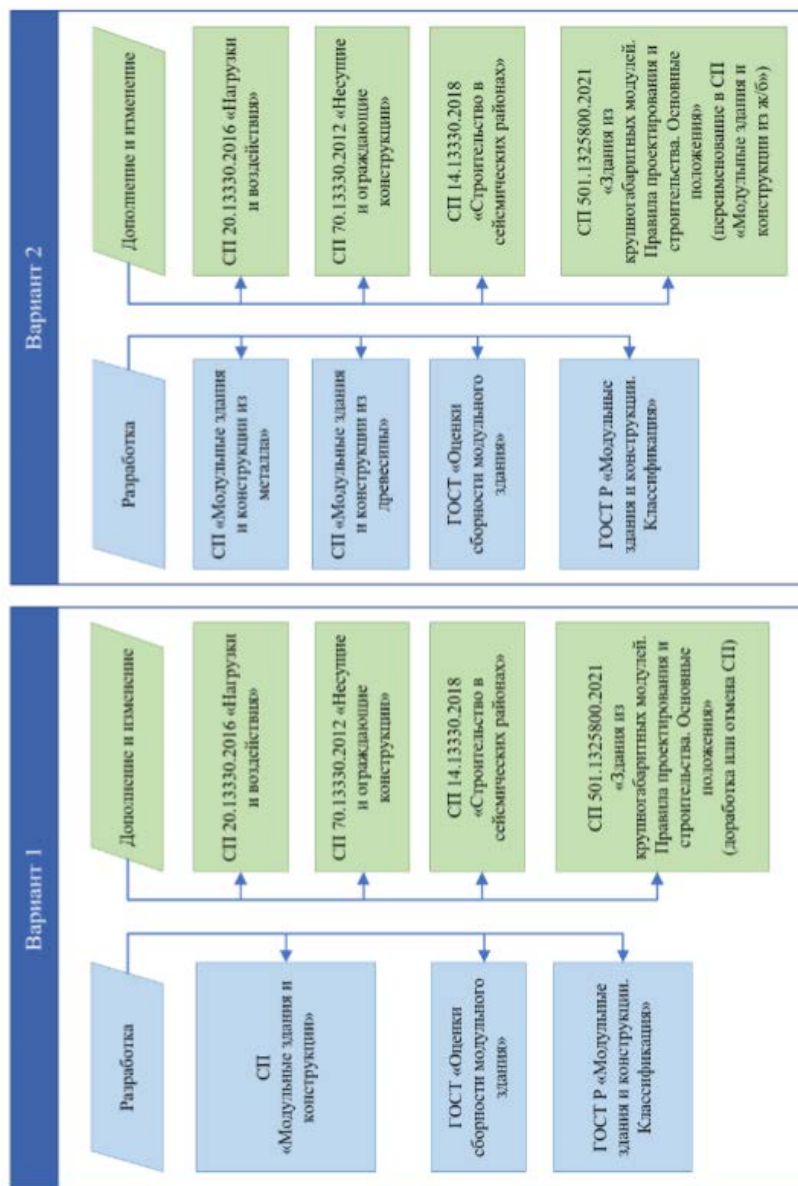 Вариант 1
Разработка
СП
«Модульные здания и
конструкции»
ГОСТ «Оценки
сборности модульного
здания»
ГОСТ Р «Модульные
здания и конструкции.
Классификация»
Дополнение и изменение
СП 20.13330.2016 «Нагрузки
и воздействия»
СП 70.13330.2012 «Несущие
и ограждающие
конструкции»
СП 14.13330.2018
«Строительство в
сейсмических районах»
СП 501.1325800.2021
«Здания из
крупногабаритных модулей.
Правила проектирования и
строительства. Основные
положения»
(доработка или отмена СП)
Вариант 2
Разработка
СП «Модульные здания
и конструкции из
металла»
СП «Модульные здания
и конструкции из
древесины»
ГОСТ «Оценки
сборности модульного
здания»
ГОСТ Р «Модульные
здания и конструкции.
Классификация»
Дополнение и изменение
СП 20.13330.2016 «Нагрузки
и воздействия»
СП 70.13330.2012 «Несущие
и ограждающие
конструкции»
СП 14.13330.2018
«Строительство в
сейсмических районах»
СП 501.1325800.2021
«Здания из
крупногабаритных модулей.
Правила проектирования и
строительства. Основные
положения»
(переименование в СП
«Модульные здания и
конструкции из ж/б»)